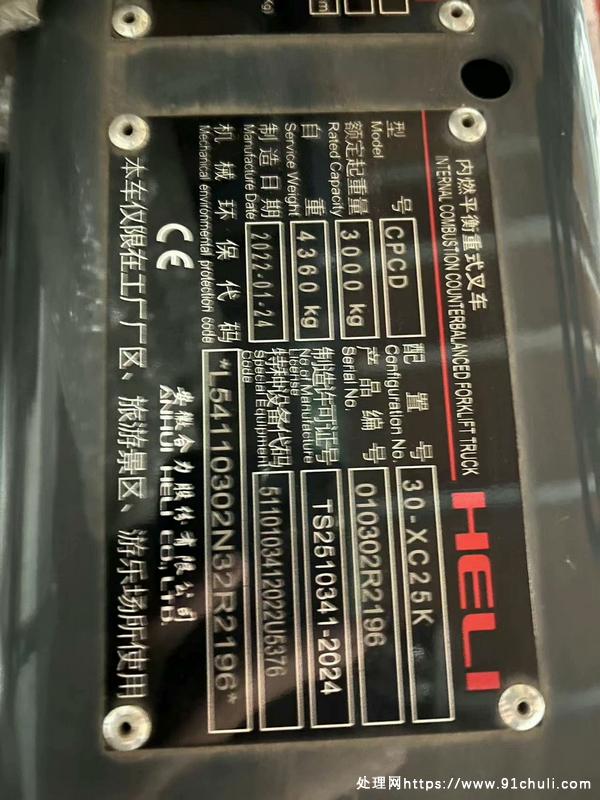 内燃平衡重式叉车
INTERNAL COMBUSTION COUNTERBALANCED FORKLIFT TRUCK
HELI
型号
Model
CPCD
配置号
Configuration No.
30-XC25K
额定起重量
Rated Capacity
3000 kg
产品编号
Serial No.
010302R2196
自重
Service Weight
4360 kg
制造许可证号
No. of Manufacture License
TS2510341-2024
制造日期
Manufacture Date
2022-01-24
特种设备代码
Special Equipment Code
5110103412022U5376
机械环保代码
Mechanical environmental protection code
*L54110302N32R2196*
CE
安徽合力股份有限公司
ANHUI HELI CO.,LTD.
本车仅限在工厂厂区、旅游景区、游乐场所使用
处理网https://www.91chuli.com